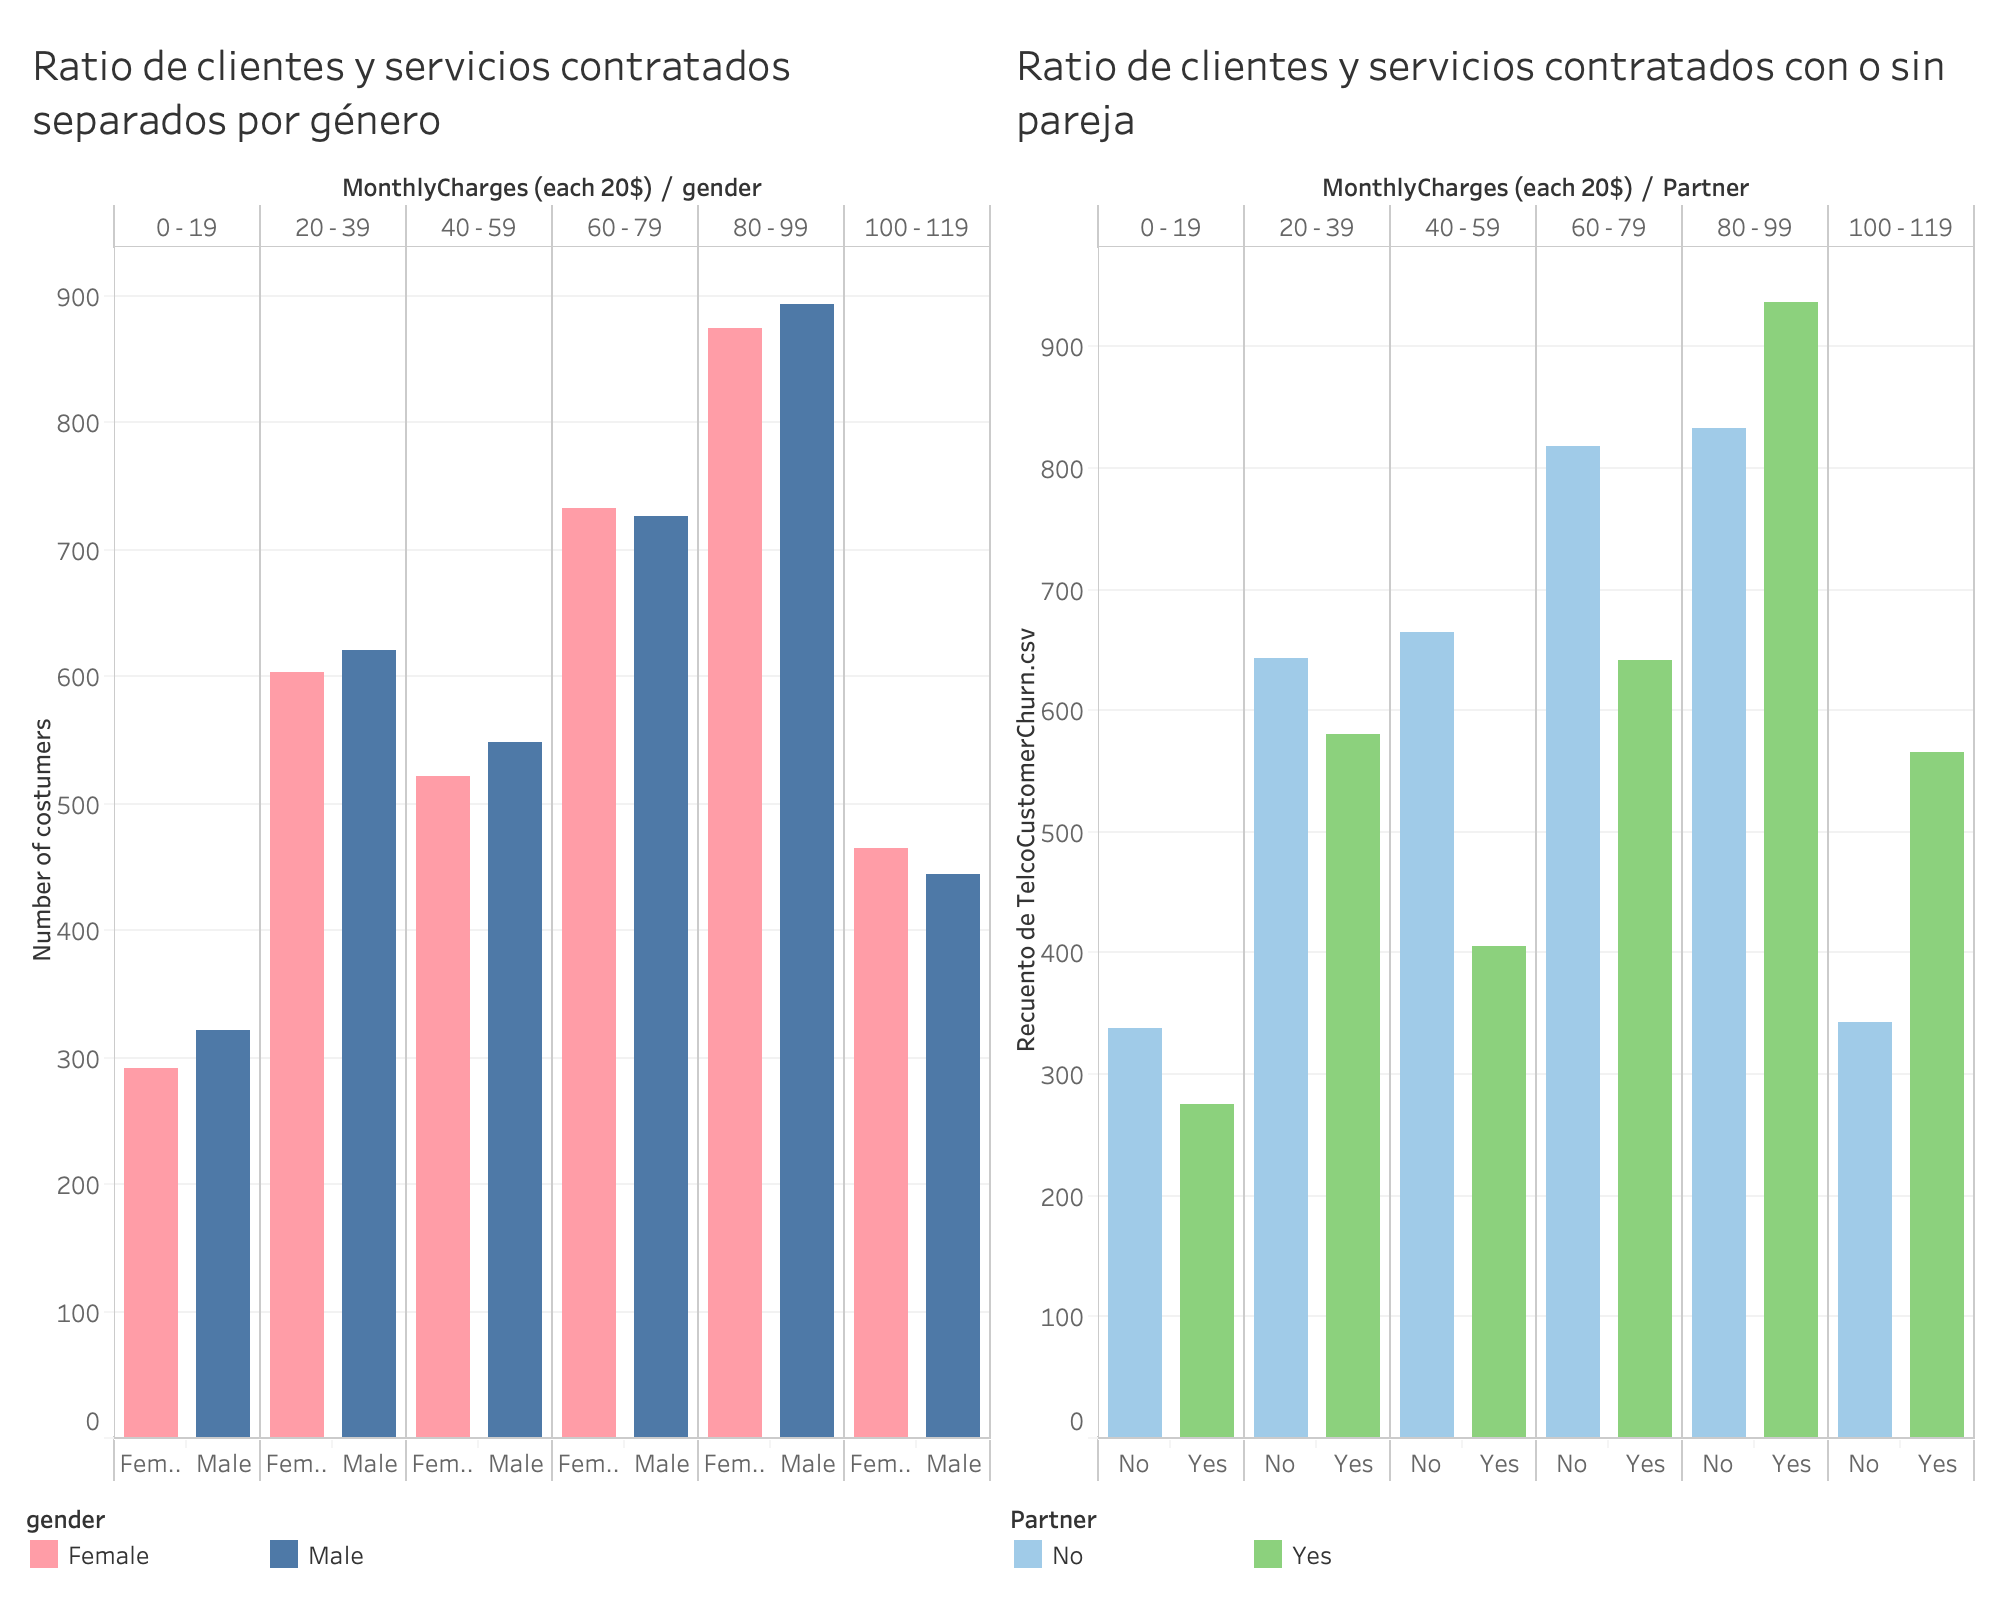 Ratio de clientes y servicios contratados
separados por género
MonthlyCharges (each 20$) / gender
0 - 19 20 - 39 40 - 59 60 - 79 80 - 99 100 - 119
900
800
700
600
500
400
300
200
100
0
Number of costumers
Fem.. Male Fem.. Male Fem.. Male Fem.. Male Fem.. Male Fem.. Male
gender
Female Male
Ratio de clientes y servicios contratados con o sin
pareja
MonthlyCharges (each 20$) / Partner
0 - 19 20 - 39 40 - 59 60 - 79 80 - 99 100 - 119
900
800
700
600
500
400
300
200
100
0
Recuento de TelcoCustomerChurn.csv
No Yes No Yes No Yes No Yes No Yes No Yes
Partner
No Yes